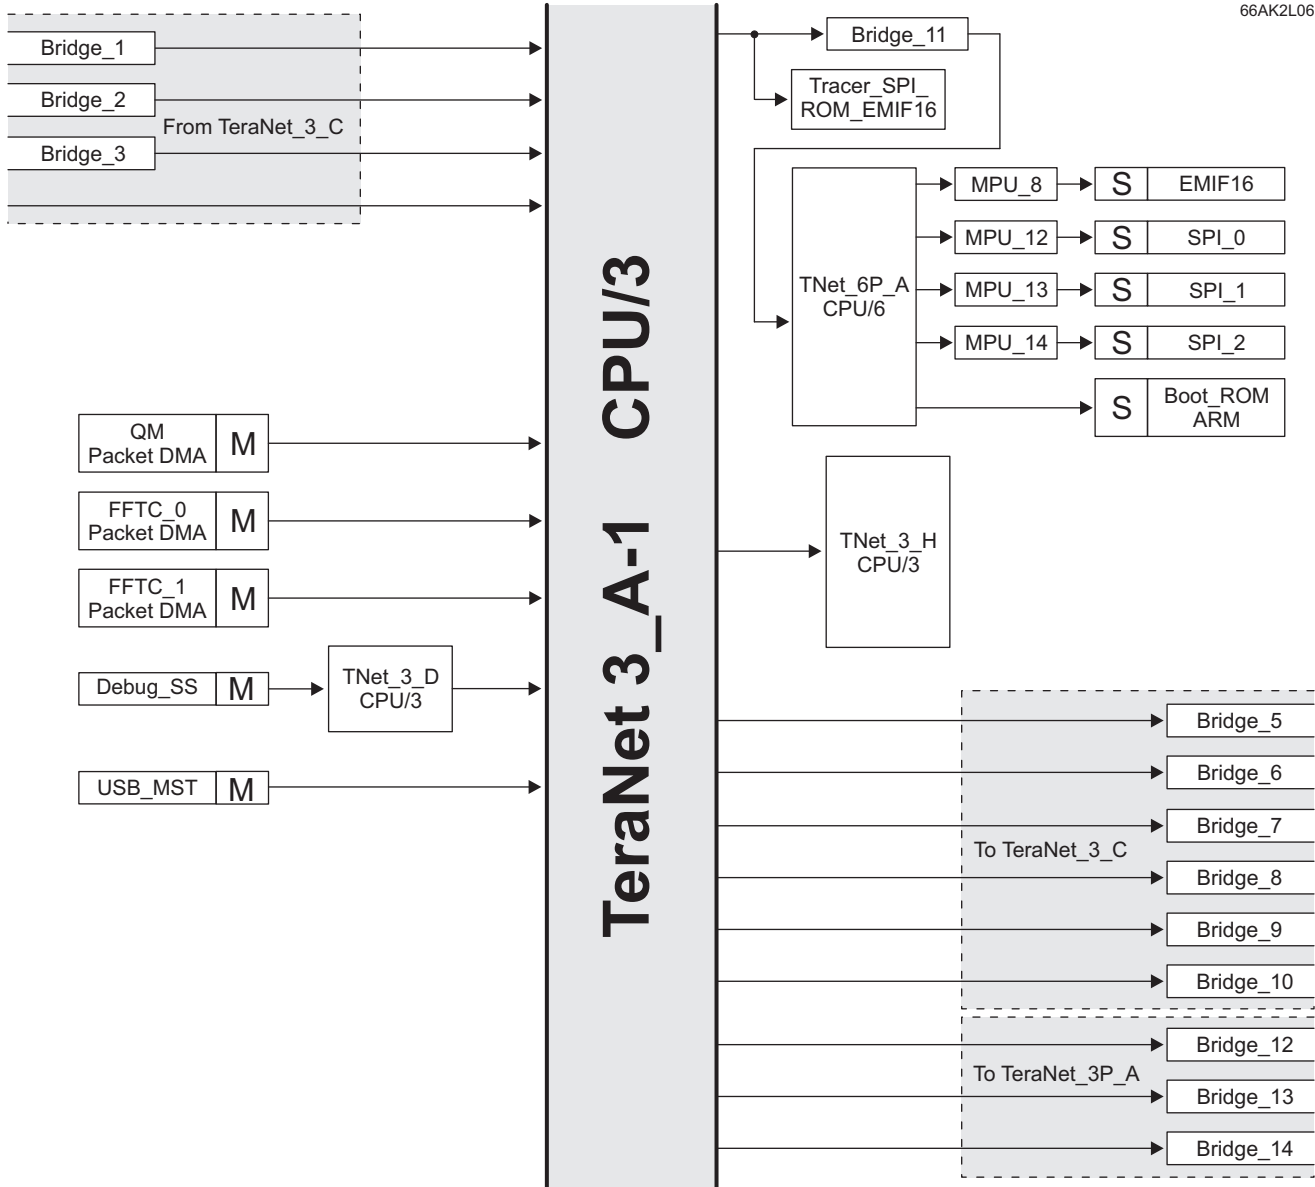 66AK2L06
Bridge_1
Bridge_2
From TeraNet_3_C
Bridge_3
QM
Packet DMA
M
FFTC_0
Packet DMA
M
FFTC_1
Packet DMA
M
Debug_SS
M
TNet_3_D
CPU/3
USB_MST
M
TeraNet 3_A-1 CPU/3
Bridge_11
Tracer_SPI_
ROM_EMIF16
TNet_6P_A
CPU/6
MPU_8
S
EMIF16
MPU_12
S
SPI_0
MPU_13
S
SPI_1
MPU_14
S
SPI_2
S
Boot_ROM
ARM
TNet_3_H
CPU/3
Bridge_5
Bridge_6
Bridge_7
To TeraNet_3_C
Bridge_8
Bridge_9
Bridge_10
Bridge_12
To TeraNet_3P_A
Bridge_13
Bridge_14